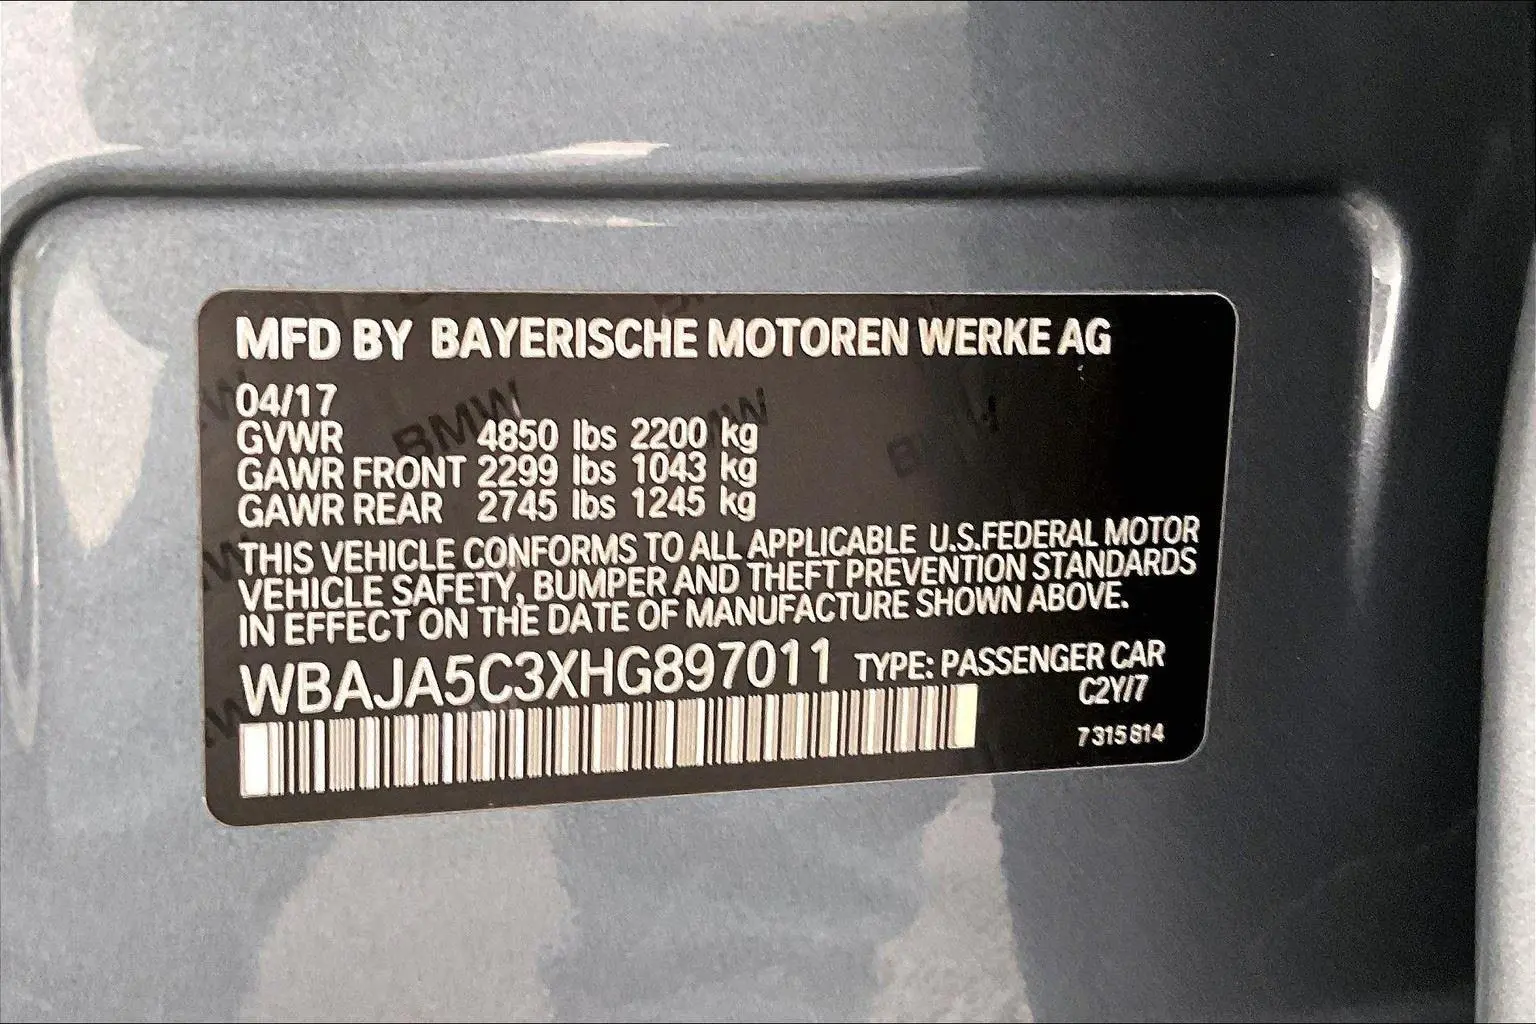 MFD BY BAYERISCHE MOTOREN WERKE AG
04/17
GVWR 4850 lbs 2200 kg
GAWR FRONT 2299 lbs 1043 kg
GAWR REAR 2745 lbs 1245 kg
THIS VEHICLE CONFORMS TO ALL APPLICABLE U.S.FEDERAL MOTOR
VEHICLE SAFETY, BUMPER AND THEFT PREVENTION STANDARDS
IN EFFECT ON THE DATE OF MANUFACTURE SHOWN ABOVE.
WBAJA5C3XHG897011 TYPE: PASSENGER CAR
C2Y/7
7 315 814
BMW